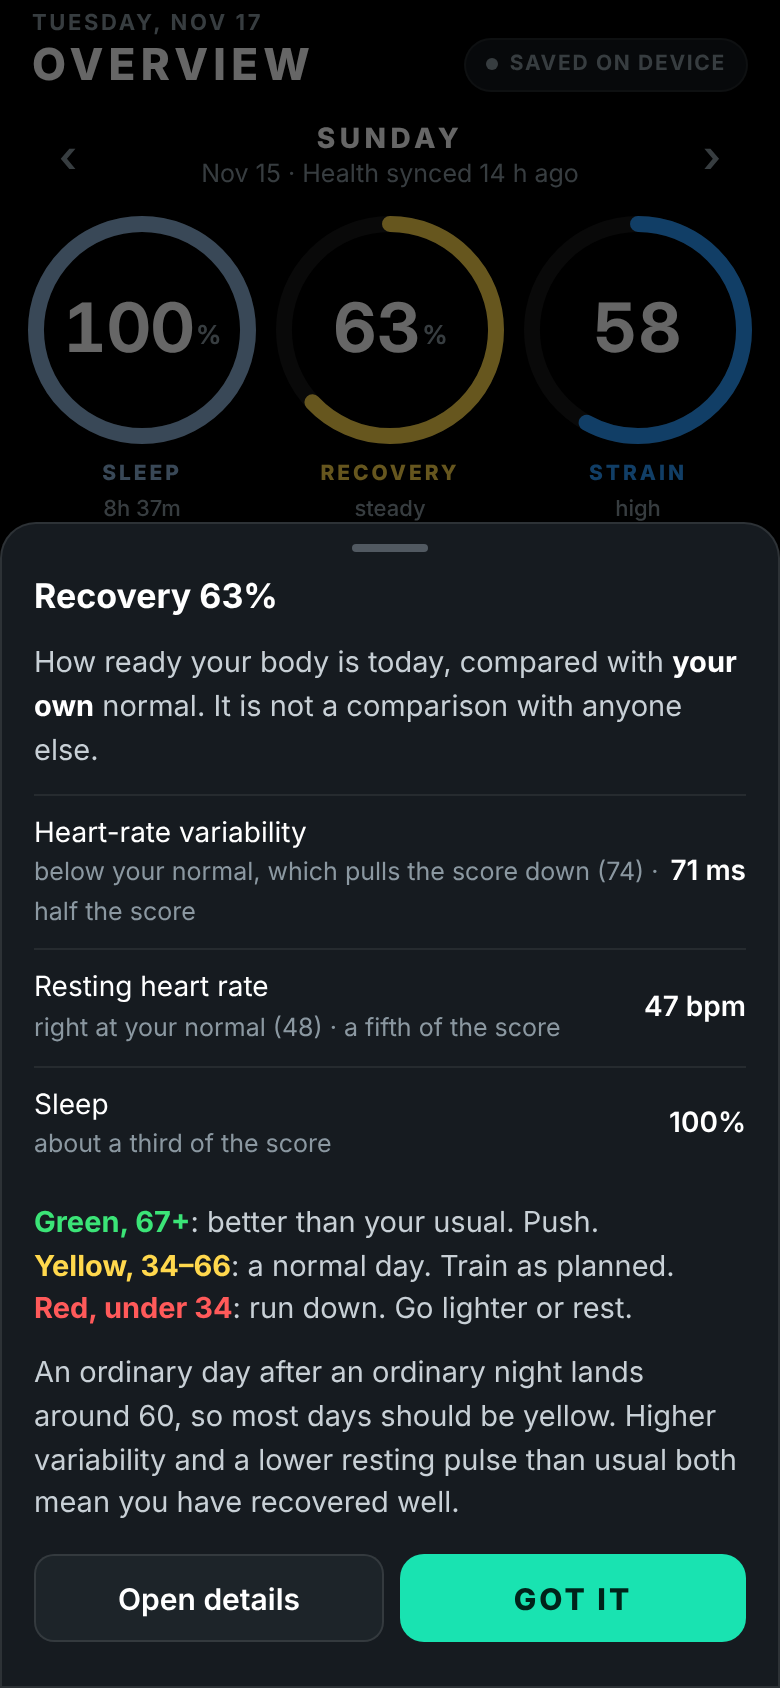 TUESDAY, NOV 17
OVERVIEW
SAVED ON DEVICE
‹ SUNDAY ›
Nov 15 · Health synced 14 h ago
100% 63% 58
SLEEP RECOVERY STRAIN
8h 37m steady high
Recovery 63%
How ready your body is today, compared with your
own normal. It is not a comparison with anyone
else.
Heart-rate variability
below your normal, which pulls the score down (74) · 71 ms
half the score
Resting heart rate
47 bpm
right at your normal (48) · a fifth of the score
Sleep
100%
about a third of the score
Green, 67+: better than your usual. Push.
Yellow, 34–66: a normal day. Train as planned.
Red, under 34: run down. Go lighter or rest.
An ordinary day after an ordinary night lands
around 60, so most days should be yellow. Higher
variability and a lower resting pulse than usual both
mean you have recovered well.
Open details GOT IT